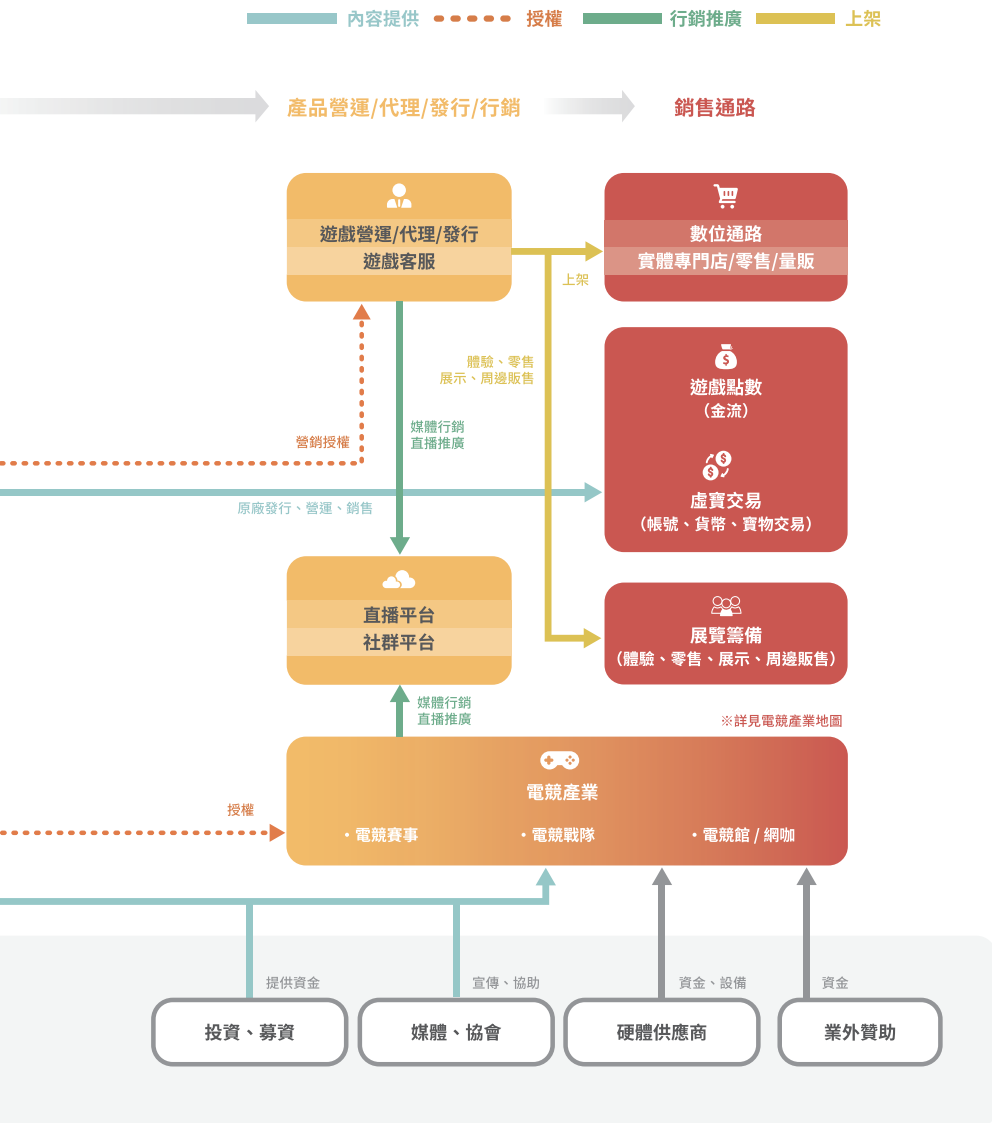 內容提供
授權
行銷推廣
上架
產品營運/代理/發行/行銷
銷售通路
遊戲營運/代理/發行
遊戲客服
數位通路
實體專門店/零售/量販
上架
體驗、零售
展示、周邊販售
遊戲點數
（金流）
媒體行銷
直播推廣
營銷授權
虛寶交易
（帳號、貨幣、寶物交易）
原廠發行、營運、銷售
直播平台
社群平台
展覽籌備
（體驗、零售、展示、周邊販售）
媒體行銷
直播推廣
※詳見電競產業地圖
電競產業
授權
・電競賽事
・電競戰隊
・電競館 / 網咖
提供資金
宣傳、協助
資金、設備
資金
投資、募資
媒體、協會
硬體供應商
業外贊助